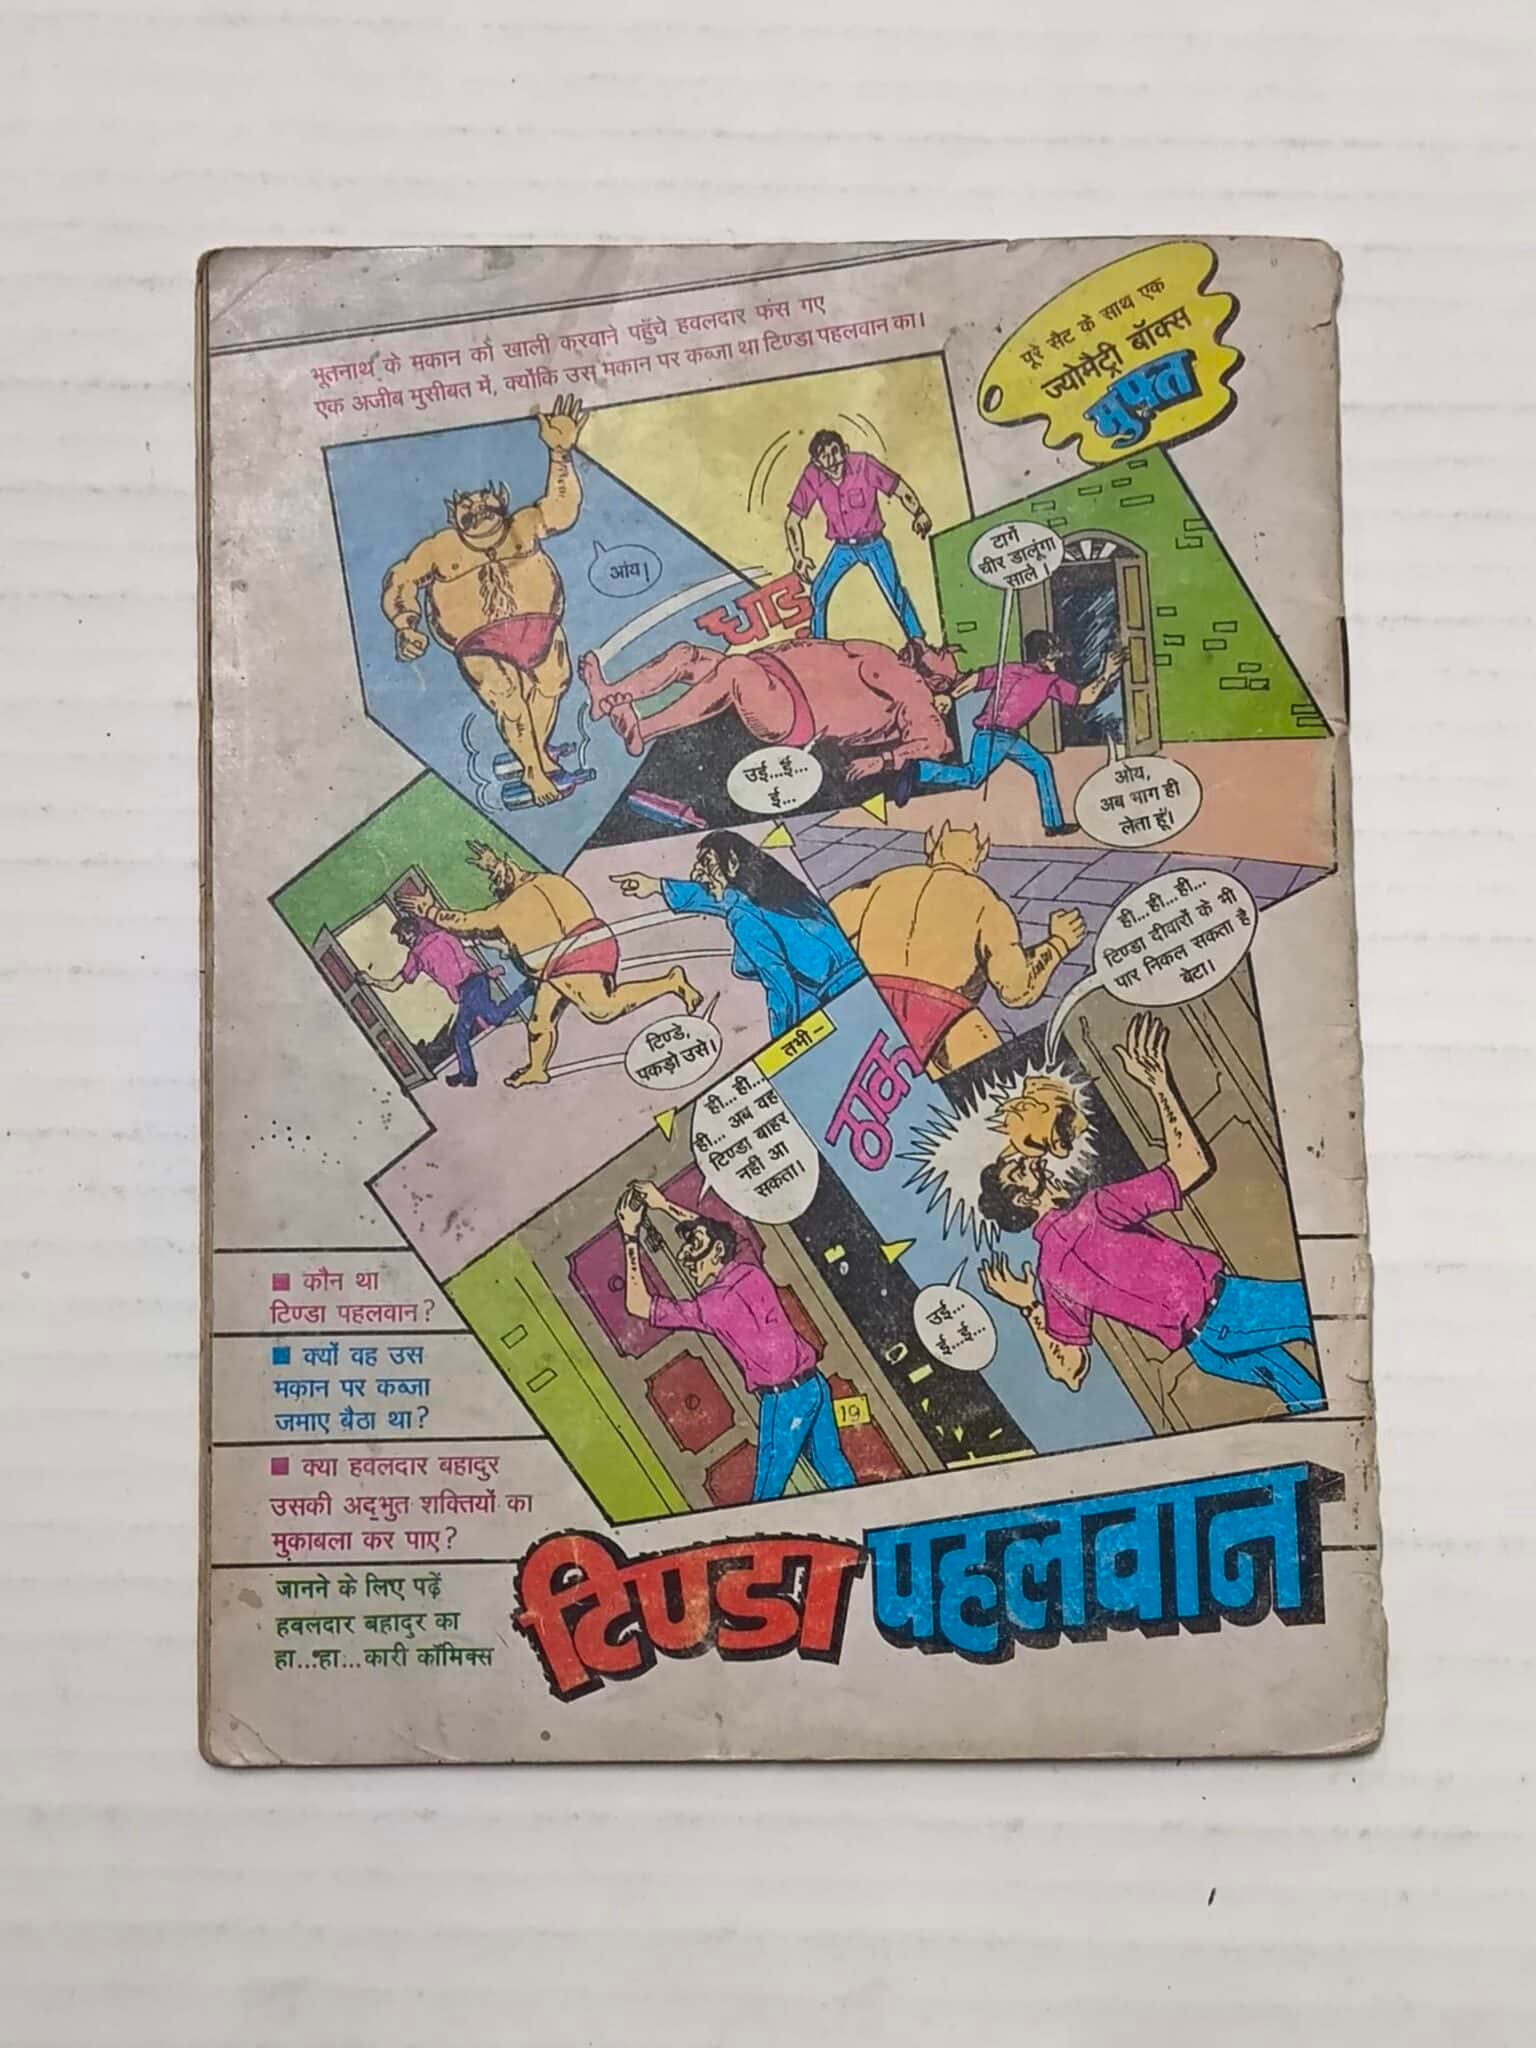 भूतनाथ के मकान को खाली करवाने पहुँचे हवलदार फंस गए
एक अजीब मुसीबत में, क्योंकि उस मकान पर कब्जा था टिण्डा पहलवान का।
पूरे सैट के साथ एक
ज्योमैट्री बॉक्स
मुफ्त
आंय।
धाड़
उई...ई...
ई...
टागें
चीर डालूंगा
साले।
ओय,
अब भाग ही
लेता हूं।
टिण्डे,
पकड़ो उसे।
तभी –
ही...ही...
ही... अब यह
टिण्डा बाहर
नहीं आ
सकता।
19
ठाक
ही...ही...ही...
टिण्डा दीवारों के भी
पार निकल सकता है
बेटा।
उई...
ई...ई...
कौन था
टिण्डा पहलवान?
क्यों वह उस
मकान पर कब्जा
जमाए बैठा था?
क्या हवलदार बहादुर
उसकी अद्भुत शक्तियों का
मुकाबला कर पाए?
जानने के लिए पढ़ें
हवलदार बहादुर का
हा...हा...कारी कॉमिक्स
टिण्डा पहलवान